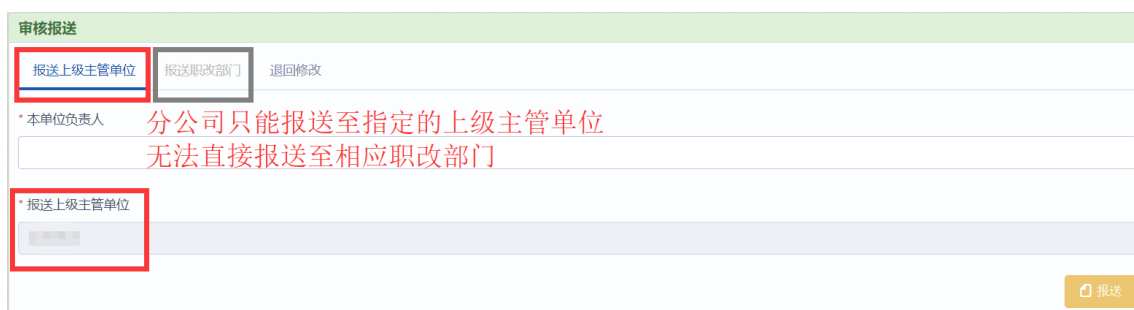 审核报送
报送上级主管单位 报送职改部门 退回修改
* 本单位负责人
分公司只能报送至指定的上级主管单位
无法直接报送至相应职改部门
* 报送上级主管单位
报送